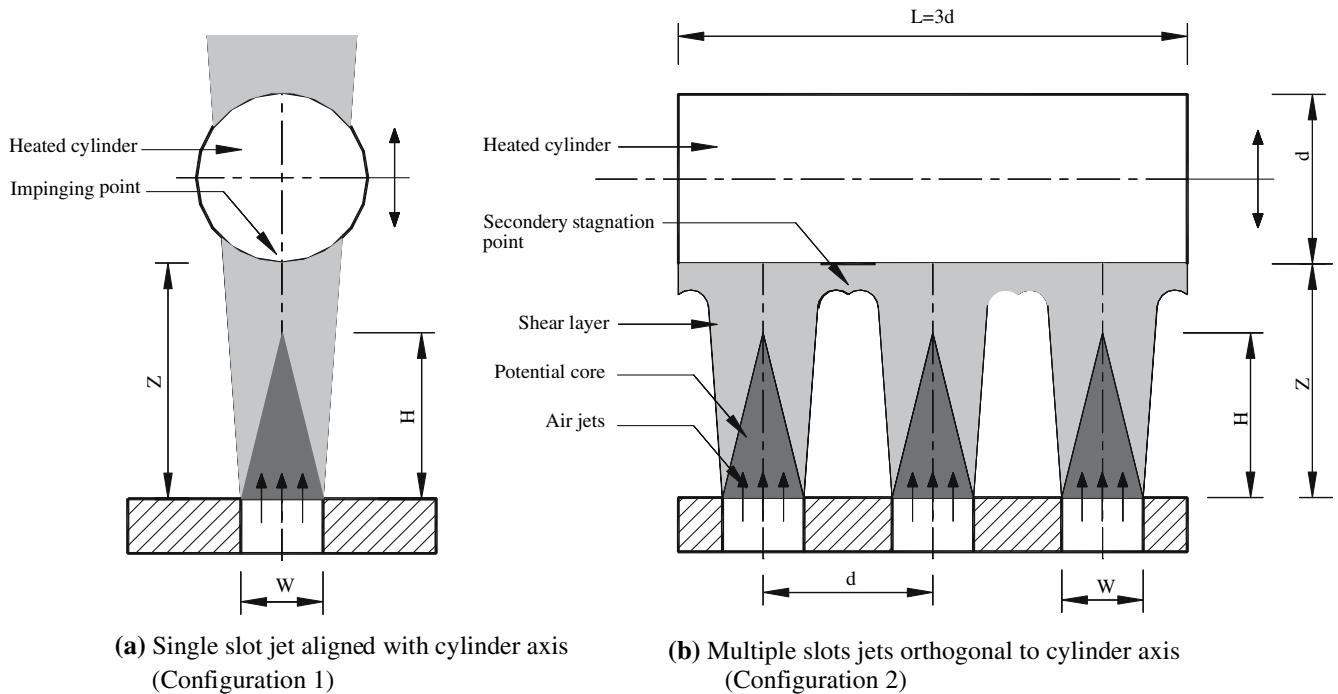 L=3d
Heated cylinder
Impinging point
Z
H
W
(a) Single slot jet aligned with cylinder axis
(Configuration 1)
Heated cylinder
Secondery stagnation
point
Shear layer
Potential core
Air jets
d
Z
H
d
W
(b) Multiple slots jets orthogonal to cylinder axis
(Configuration 2)